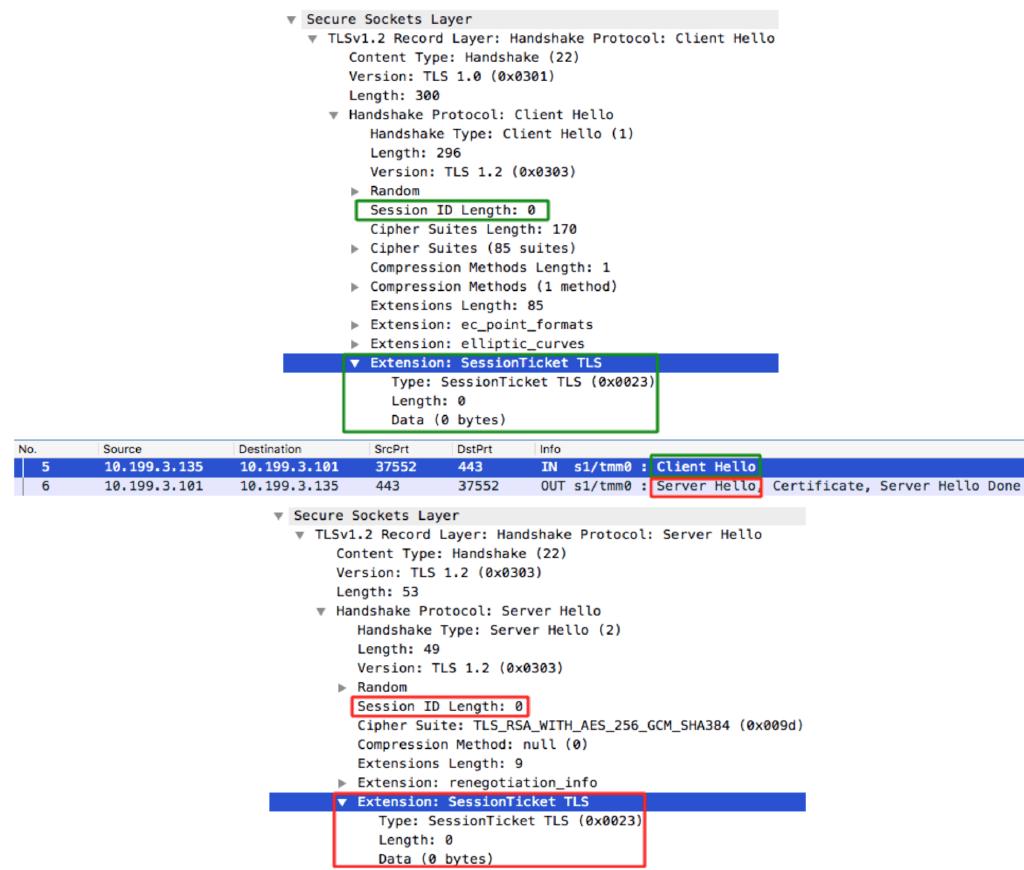 Secure Sockets Layer
TLSv1.2 Record Layer: Handshake Protocol: Client Hello
Content Type: Handshake (22)
Version: TLS 1.0 (0x0301)
Length: 300
Handshake Protocol: Client Hello
Handshake Type: Client Hello (1)
Length: 296
Version: TLS 1.2 (0x0303)
Random
Session ID Length: 0
Cipher Suites Length: 170
Cipher Suites (85 suites)
Compression Methods Length: 1
Compression Methods (1 method)
Extensions Length: 85
Extension: ec_point_formats
Extension: elliptic_curves
Extension: SessionTicket TLS
Type: SessionTicket TLS (0x0023)
Length: 0
Data (0 bytes)
No. Source Destination SrcPrt DstPrt Info
5 10.199.3.135 10.199.3.101 37552 443 IN s1/tmm0 : Client Hello
6 10.199.3.101 10.199.3.135 443 37552 OUT s1/tmm0 : Server Hello, Certificate, Server Hello Done
Secure Sockets Layer
TLSv1.2 Record Layer: Handshake Protocol: Server Hello
Content Type: Handshake (22)
Version: TLS 1.2 (0x0303)
Length: 53
Handshake Protocol: Server Hello
Handshake Type: Server Hello (2)
Length: 49
Version: TLS 1.2 (0x0303)
Random
Session ID Length: 0
Cipher Suite: TLS_RSA_WITH_AES_256_GCM_SHA384 (0x009d)
Compression Method: null (0)
Extensions Length: 9
Extension: renegotiation_info
Extension: SessionTicket TLS
Type: SessionTicket TLS (0x0023)
Length: 0
Data (0 bytes)